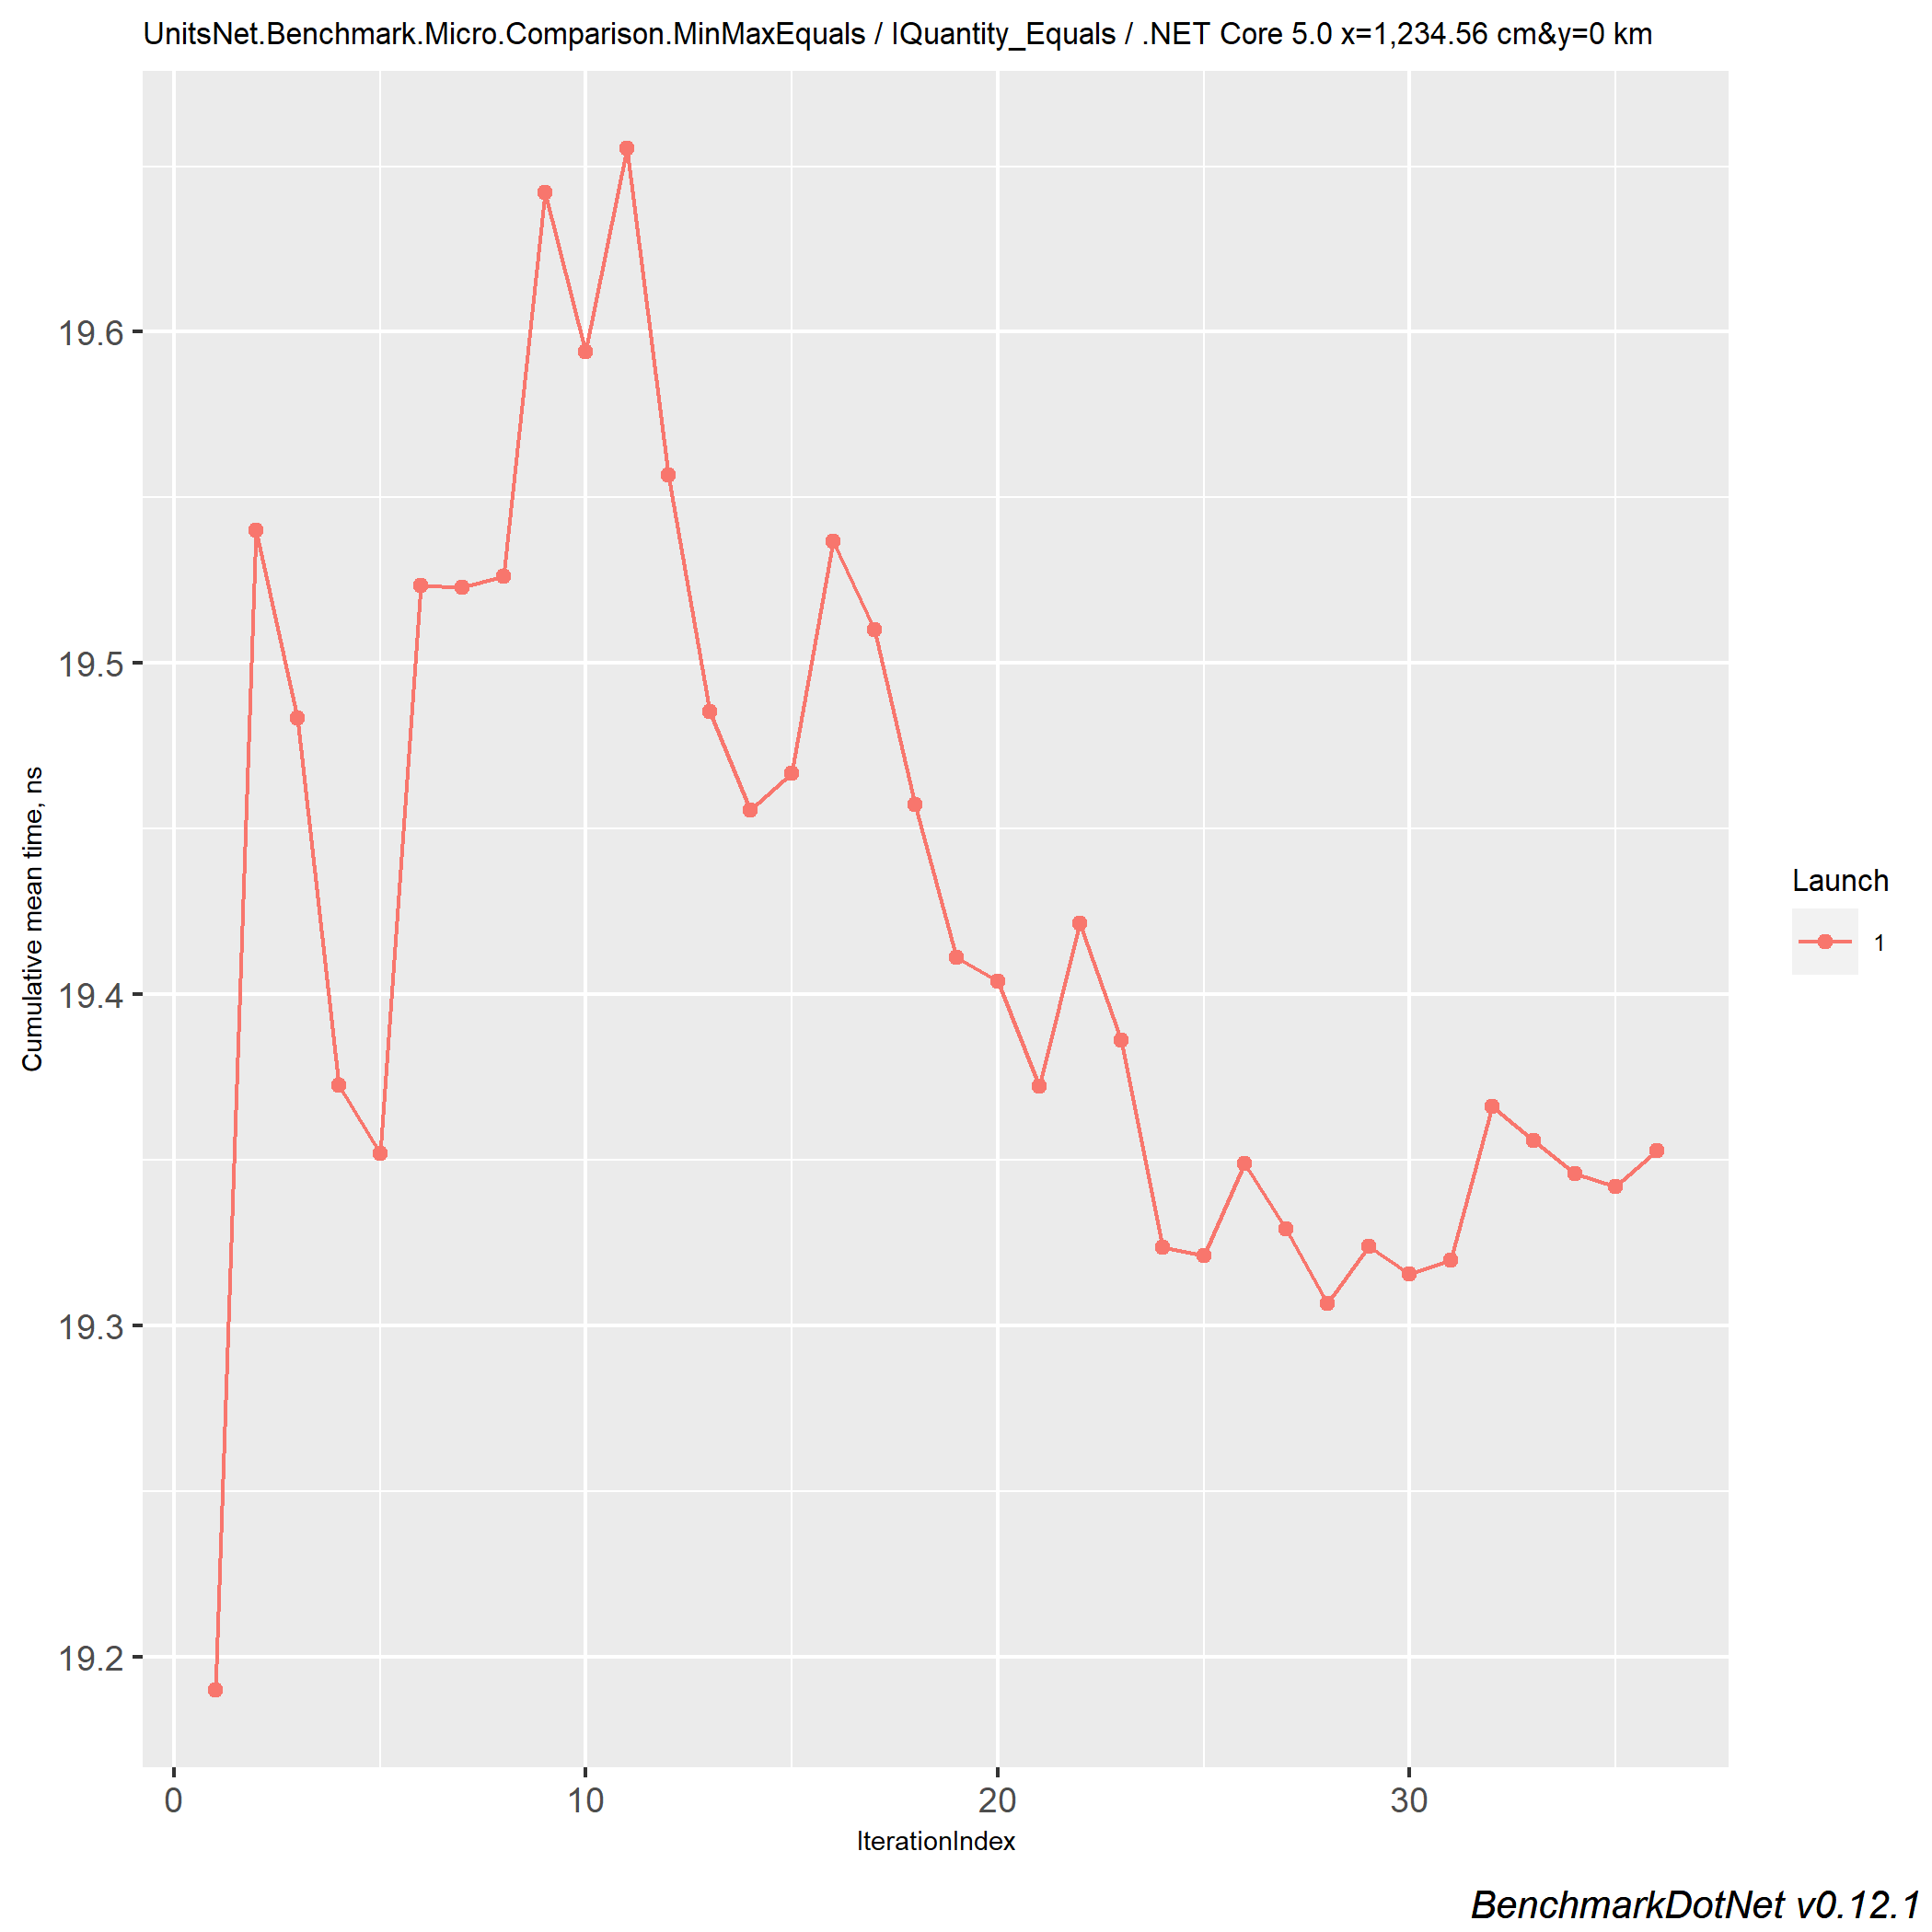 UnitsNet.Benchmark.Micro.Comparison.MinMaxEquals / IQuantity_Equals / .NET Core 5.0 x=1,234.56 cm&y=0 km
19.6
19.5
19.4
19.3
19.2
Cumulative mean time, ns
0 10 20 30
IterationIndex
Launch
1
BenchmarkDotNet v0.12.1